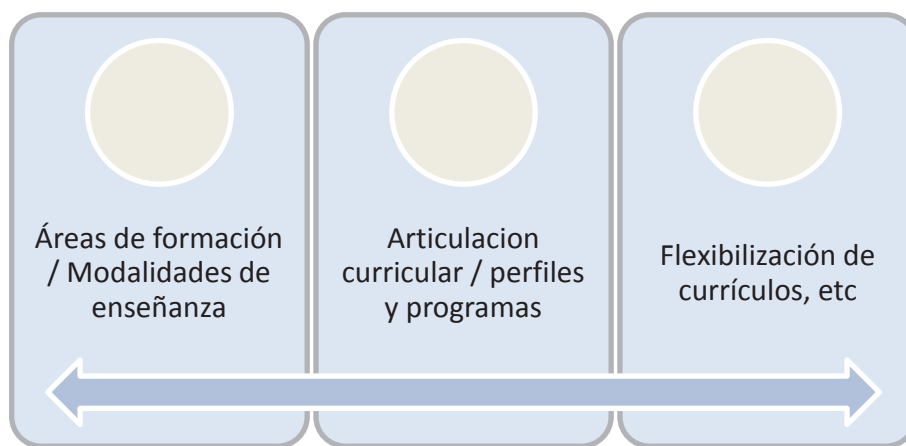 Áreas de formación
/ Modalidades de
enseñanza
Articulacion
curricular / perfiles
y programas
Flexibilización de
currículos, etc